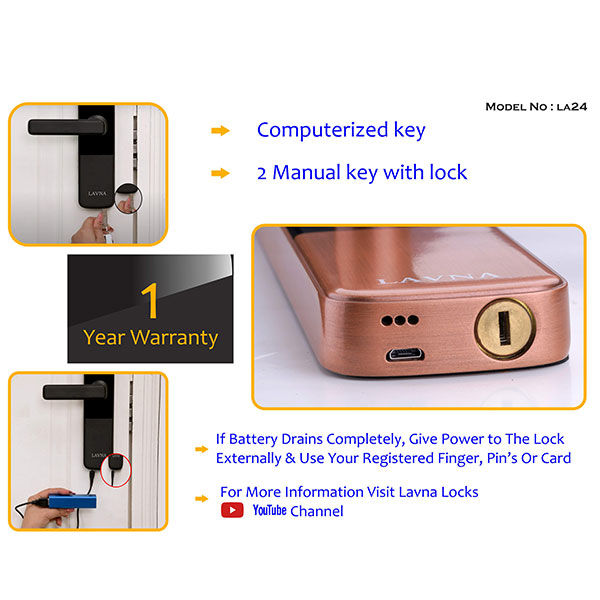 MODEL NO : LA24
Computerized key
2 Manual key with lock
LAVNA
LAVNA
1
Year Warranty
LAVNA
If Battery Drains Completely, Give Power to The Lock
Externally & Use Your Registered Finger, Pin's Or Card
For More Information Visit Lavna Locks
YouTube Channel